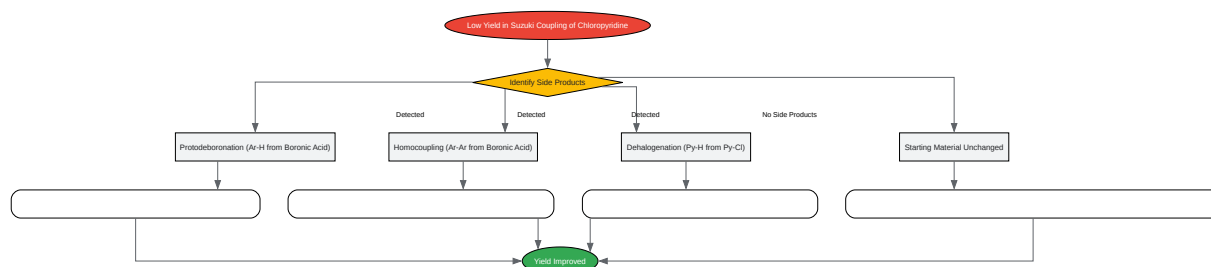 Low Yield in Suzuki Coupling of Chloropyridine
Identify Side Products
Detected
Detected
Detected
No Side Products
Protodeboronation (Ar-H from Boronic Acid)
Homocoupling (Ar-Ar from Boronic Acid)
Dehalogenation (Py-H from Py-Cl)
Starting Material Unchanged
Yield Improved